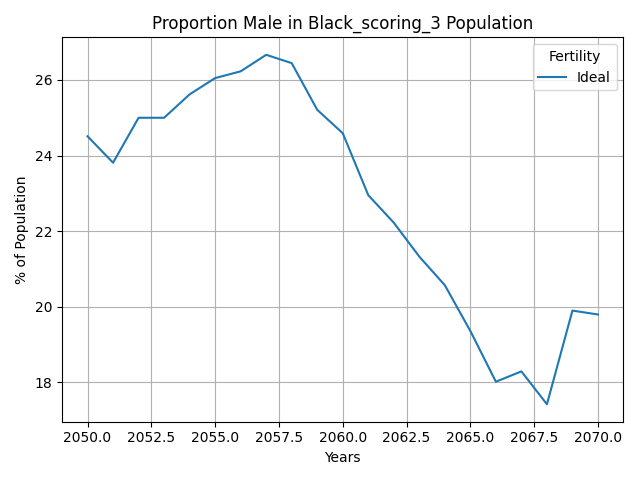 Proportion Male in Black_scoring_3 Population
Fertility
Ideal
% of Population
26
24
22
20
18
2050.0 2052.5 2055.0 2057.5 2060.0 2062.5 2065.0 2067.5 2070.0
Years